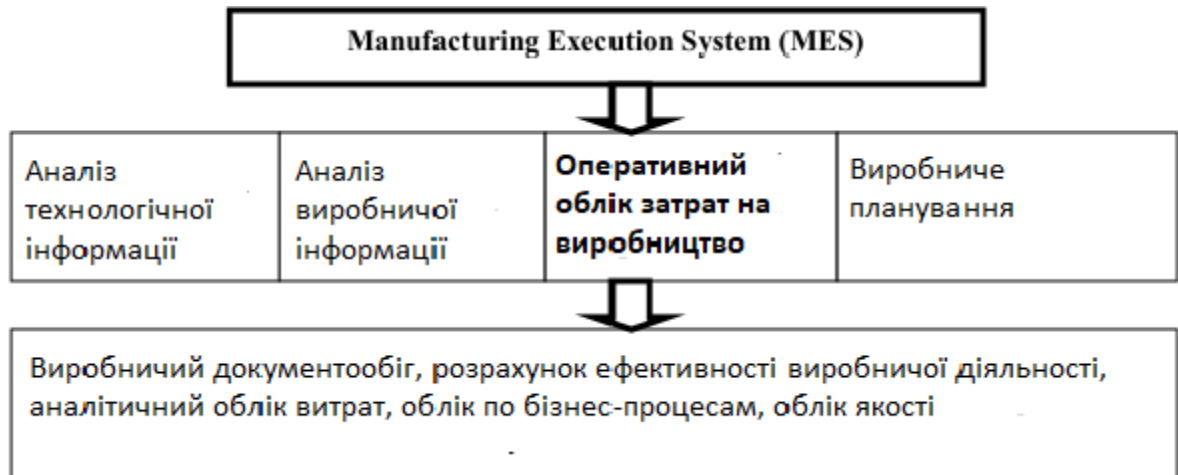 Manufacturing Execution System (MES)
Аналіз
технологічної
інформації
Аналіз
виробничої
інформації
Оперативний
облік затрат на
виробництво
Виробниче
планування
Виробничий документообіг, розрахунок ефективності виробничої діяльності,
аналітичний облік витрат, облік по бізнес-процесам, облік якості